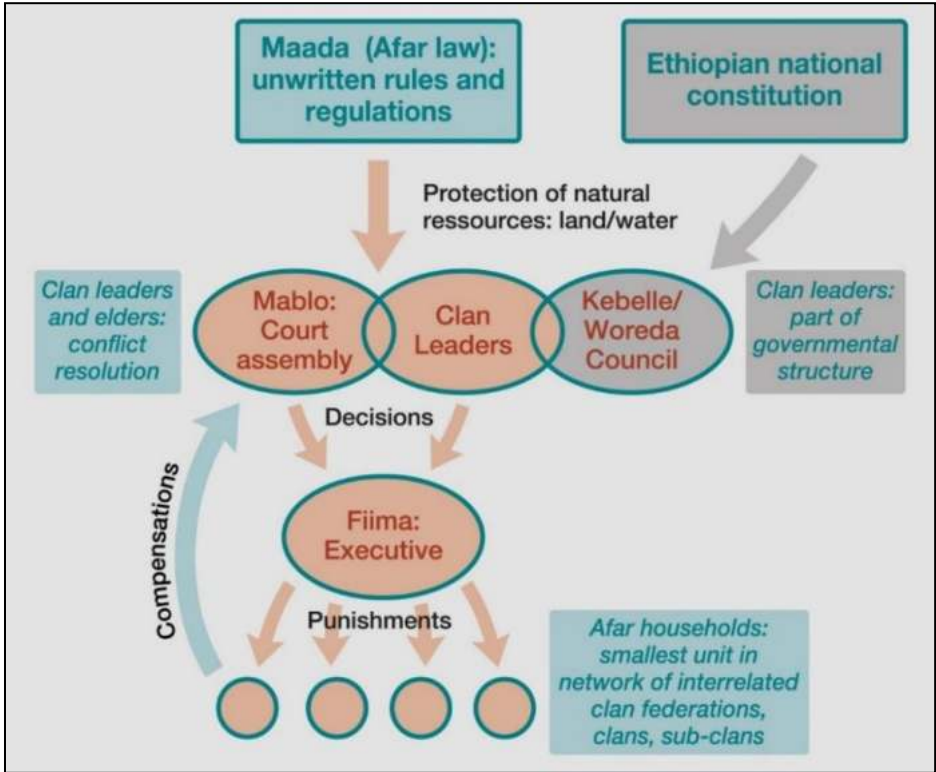 Maada (Afar law):
unwritten rules and
regulations
Ethiopian national
constitution
Protection of natural
ressources: land/water
Clan leaders
and elders:
conflict
resolution
Mablo:
Court
assembly
Clan
Leaders
Kebelle/
Woreda
Council
Clan leaders:
part of
governmental
structure
Decisions
Compensations
Fiima:
Executive
Punishments
Afar households:
smallest unit in
network of interrelated
clan federations,
clans, sub-clans